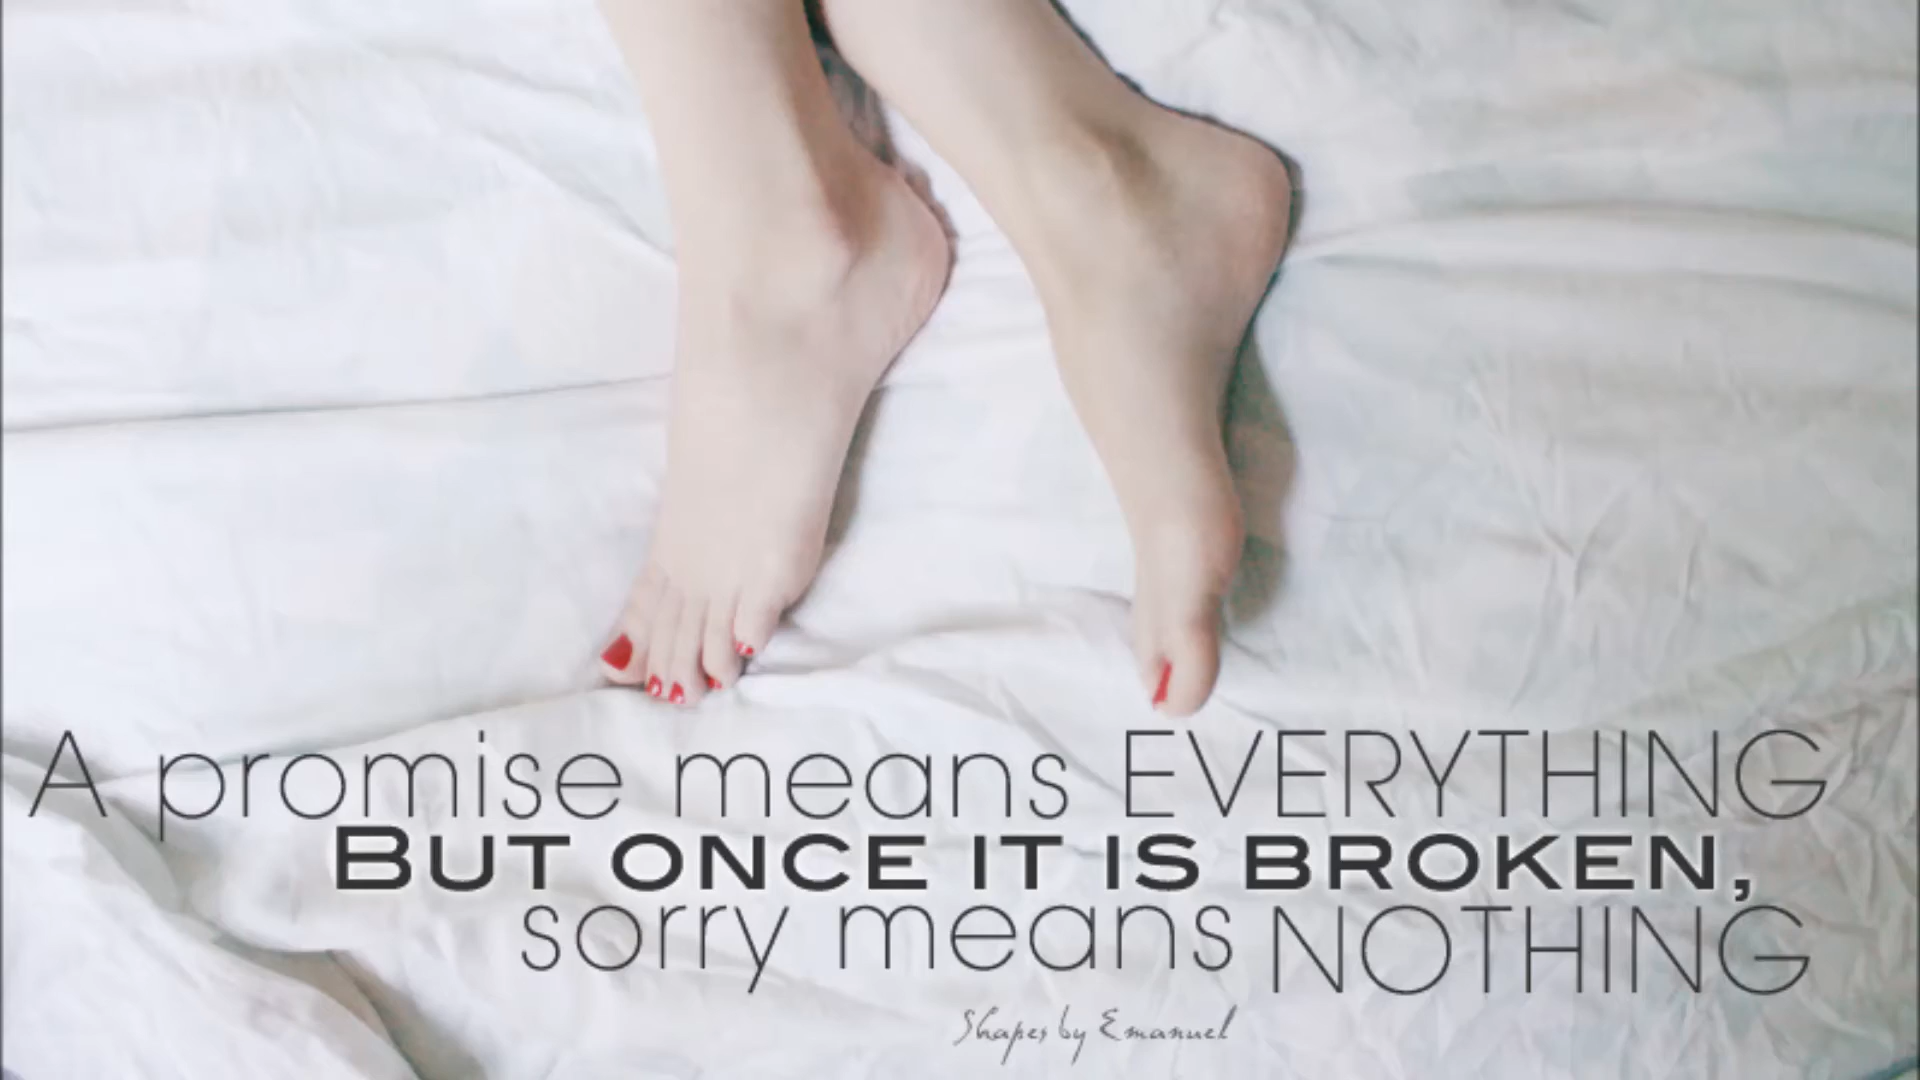 A promise means EVERYTHING
BUT ONCE IT IS BROKEN,
sorry means NOTHING
Shapes by Emanuel